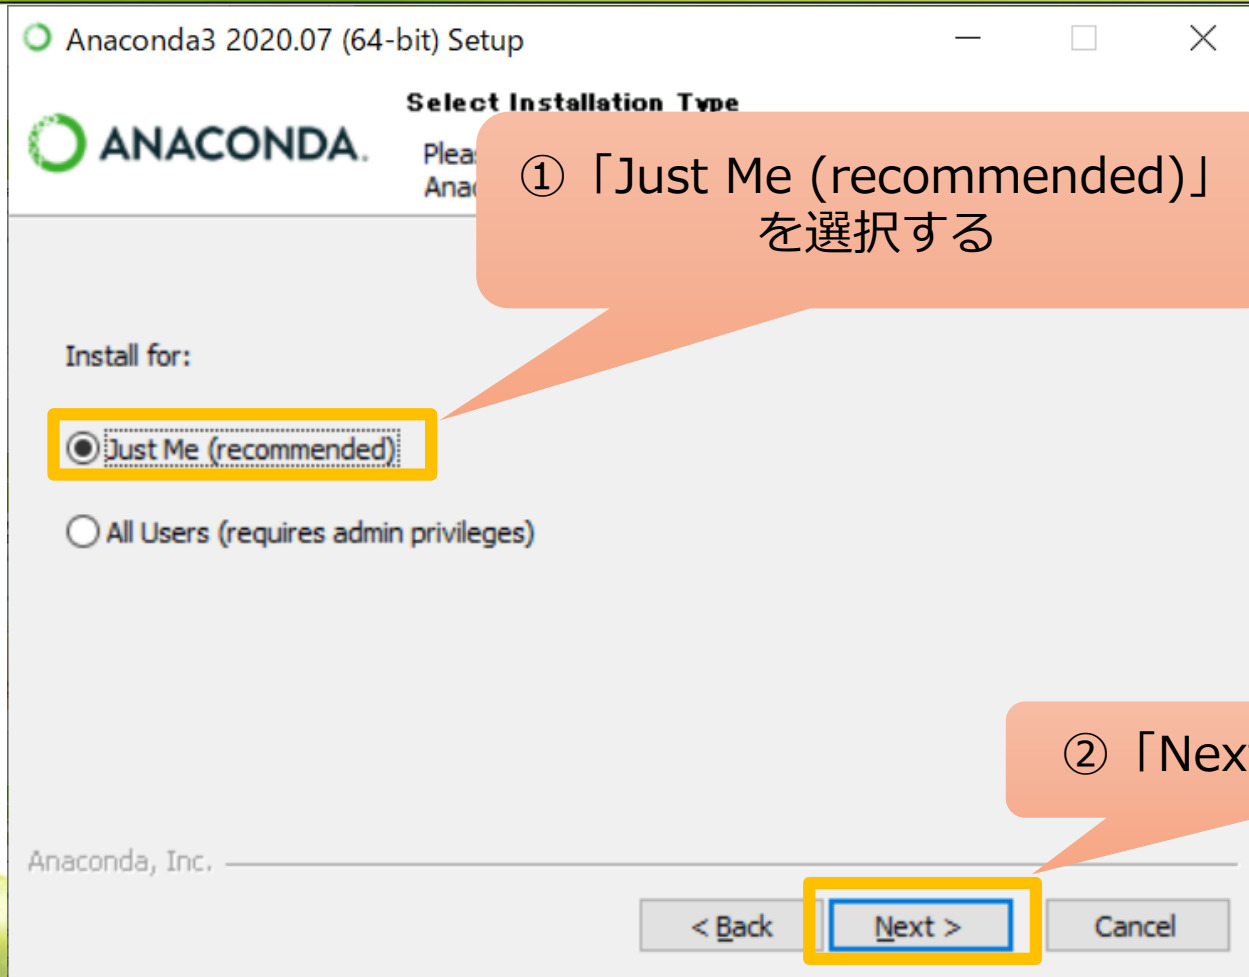 Anaconda3 2020.07 (64-bit) Setup
ANACONDA.
Select Installation Type
①「Just Me (recommended)」
を選択する
Install for:
Just Me (recommended)
All Users (requires admin privileges)
②
Anaconda, Inc.
< Back
Next >
Cancel